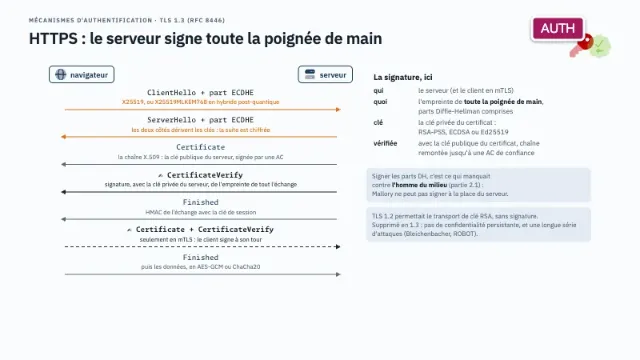 MÉCANISMES D'AUTHENTIFICATION · TLS 1.3 (RFC 8446)
HTTPS : le serveur signe toute la poignée de main
AUTH
navigateur
serveur
ClientHello + part ECDHE
X25519, ou X25519MLKEM768 en hybride post-quantique
ServerHello + part ECDHE
les deux côtés dérivent les clés : la suite est chiffrée
Certificate
la chaîne X.509 : la clé publique du serveur, signée par une AC
CertificateVerify
signature, avec la clé privée du serveur, de l'empreinte de tout l'échange
Finished
HMAC de l'échange avec la clé de session
Certificate + CertificateVerify
seulement en mTLS : le client signe à son tour
Finished
puis les données, en AES-GCM ou ChaCha20
La signature, ici
qui le serveur (et le client en mTLS)
quoi l'empreinte de toute la poignée de main,
parts Diffie-Hellman comprises
clé la clé privée du certificat :
RSA-PSS, ECDSA ou Ed25519
vérifiée avec la clé publique du certificat, chaîne
remontée jusqu'à une AC de confiance
Signer les parts DH, c'est ce qui manquait
contre l'homme du milieu (partie 2.1) :
Mallory ne peut pas signer à la place du serveur.
TLS 1.2 permettait le transport de clé RSA, sans signature.
Supprimé en 1.3 : pas de confidentialité persistante, et une longue série
d'attaques (Bleichenbacher, ROBOT).